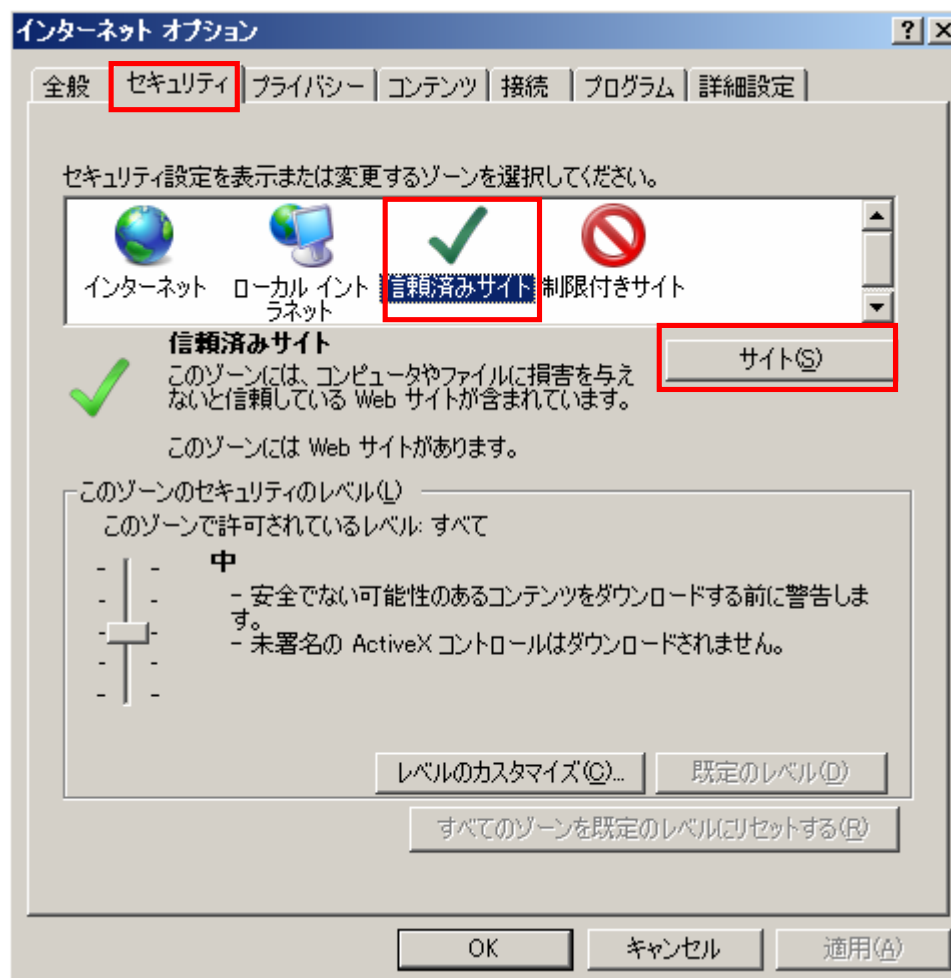 インターネット オプション
全般 セキュリティ プライバシー コンテンツ 接続 プログラム 詳細設定
セキュリティ設定を表示または変更するゾーンを選択してください。
インターネット ローカル イント 信頼済みサイト 制限付きサイト
ラネット
信頼済みサイト
サイト(S)
このゾーンには、コンピュータやファイルに損害を与え
ないと信頼している Web サイトが含まれています。
このゾーンには Web サイトがあります。
このゾーンのセキュリティのレベル(L)
このゾーンで許可されているレベル: すべて
中
- 安全でない可能性のあるコンテンツをダウンロードする前に警告しま
す。
- 未署名の ActiveX コントロールはダウンロードされません。
レベルのカスタマイズ(C)... 既定のレベル(D)
すべてのゾーンを既定のレベルにリセットする(R)
OK キャンセル 適用(A)